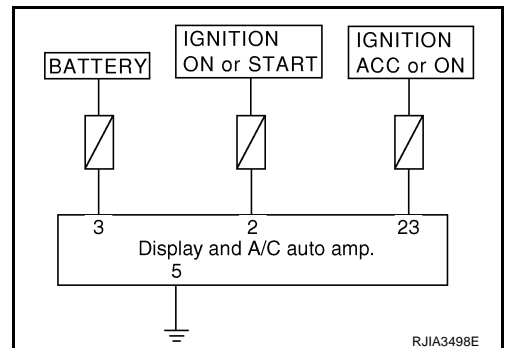 BATTERY
IGNITION
ON or START
IGNITION
ACC or ON
3
2
23
Display and A/C auto amp.
5
RJIA3498E